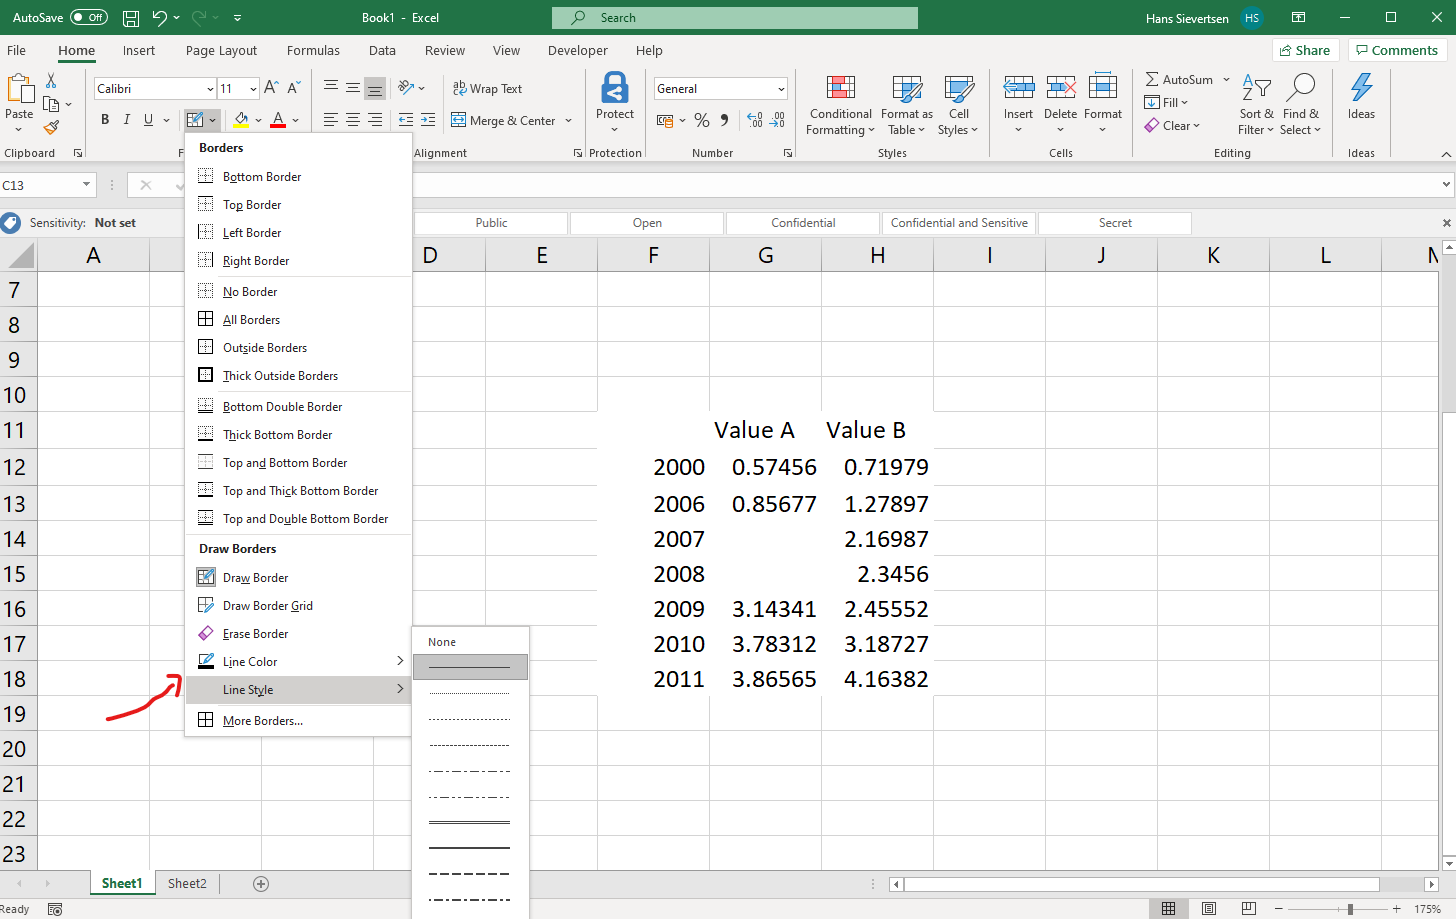 AutoSave Off Book1 - Excel Search Hans Sievertsen HS
File Home Insert Page Layout Formulas Data Review View Developer Help Share Comments
Paste Calibri 11 A A ab Wrap Text Protect General Conditional Formatting Format as Table Cell Styles Insert Delete Format AutoSum Fill Clear Sort & Filter Find & Select Ideas
B I U A Merge & Center % 9
Clipboard F Alignment Protection Number Styles Cells Editing Ideas
C13
Sensitivity: Not set Public Open Confidential Confidential and Sensitive Secret
Borders
Bottom Border
Top Border
Left Border
Right Border
No Border
All Borders
Outside Borders
Thick Outside Borders
Bottom Double Border
Thick Bottom Border
Top and Bottom Border
Top and Thick Bottom Border
Top and Double Bottom Border
Draw Borders
Draw Border
Draw Border Grid
Erase Border
Line Color
Line Style
More Borders...
None
A D E F G H I J K L
7
8
9
10
11 Value A Value B
12 2000 0.57456 0.71979
13 2006 0.85677 1.27897
14 2007 2.16987
15 2008 2.3456
16 2009 3.14341 2.45552
17 2010 3.78312 3.18727
18 2011 3.86565 4.16382
19
20
21
22
23
Sheet1 Sheet2
Ready 175%